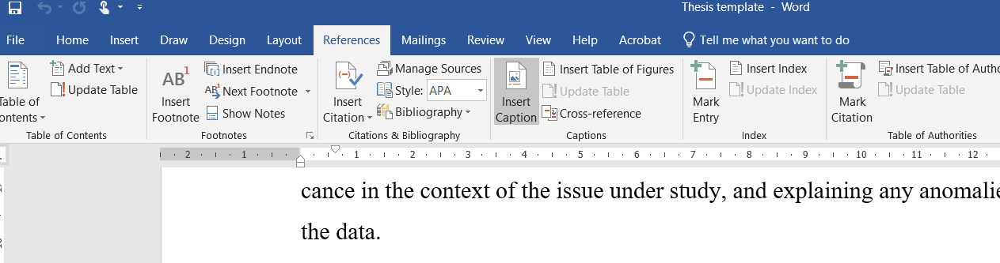 Thesis template - Word
File Home Insert Draw Design Layout References Mailings Review View Help Acrobat Tell me what you want to do
Add Text Insert Endnote Manage Sources Insert Table of Figures Insert Index Insert Table of Autho
Update Table AB1 Next Footnote Style: APA Update Table Update Index Update Table
Table of Insert Insert Insert Mark Mark
ontents Footnote Show Notes Citation Bibliography Caption Cross-reference Entry Citation
Table of Contents Footnotes Citations & Bibliography Captions Index Table of Authorities
2 1 1 2 3 4 5 6 7 8 9 10 11 12
cance in the context of the issue under study, and explaining any anomalie
the data.